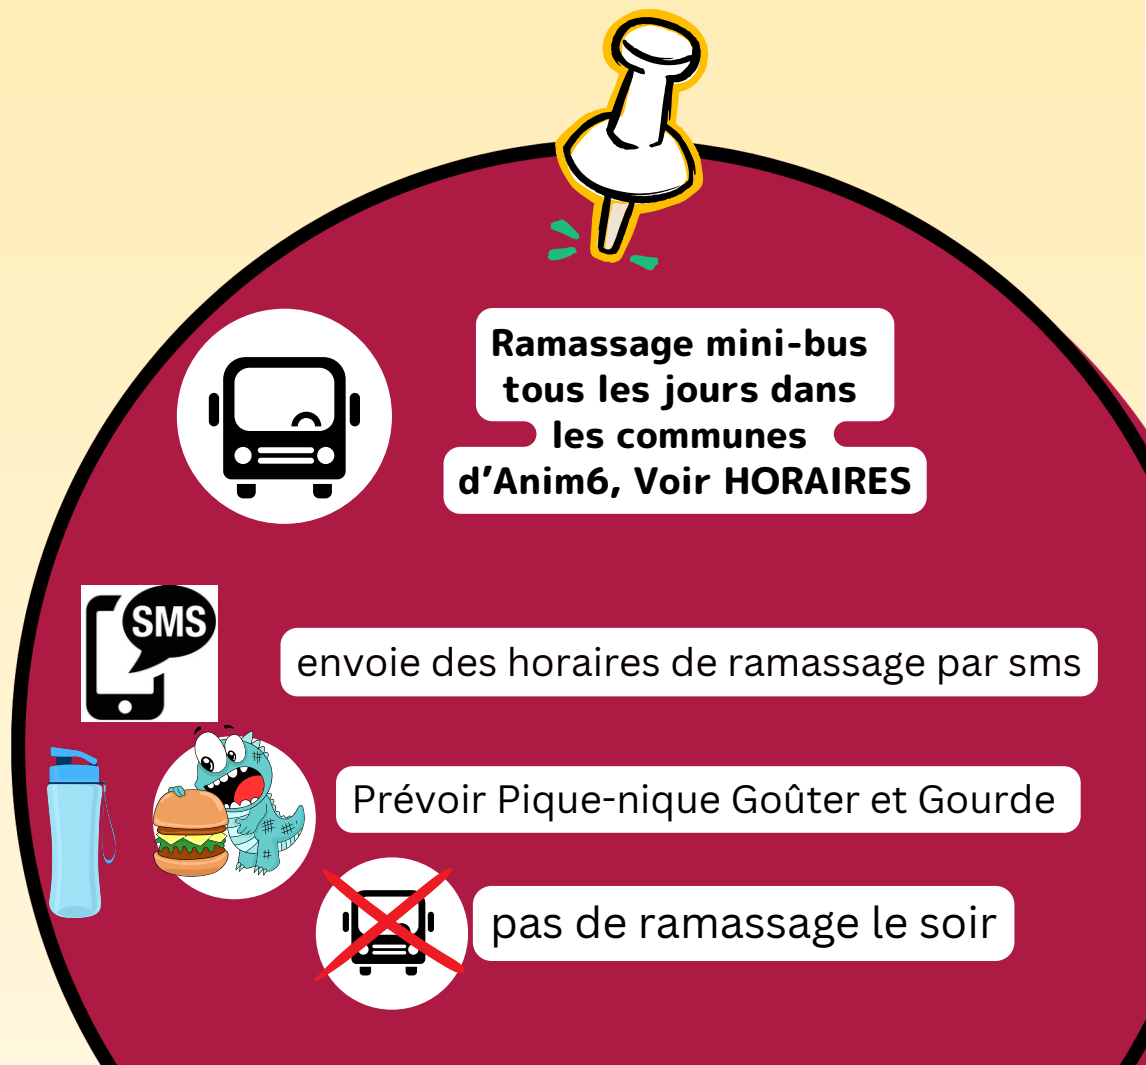 Ramassage mini-bus
tous les jours dans
les communes
d’Anim6, Voir HORAIRES
SMS
envoie des horaires de ramassage par sms
Prévoir Pique-nique Goûter et Gourde
pas de ramassage le soir